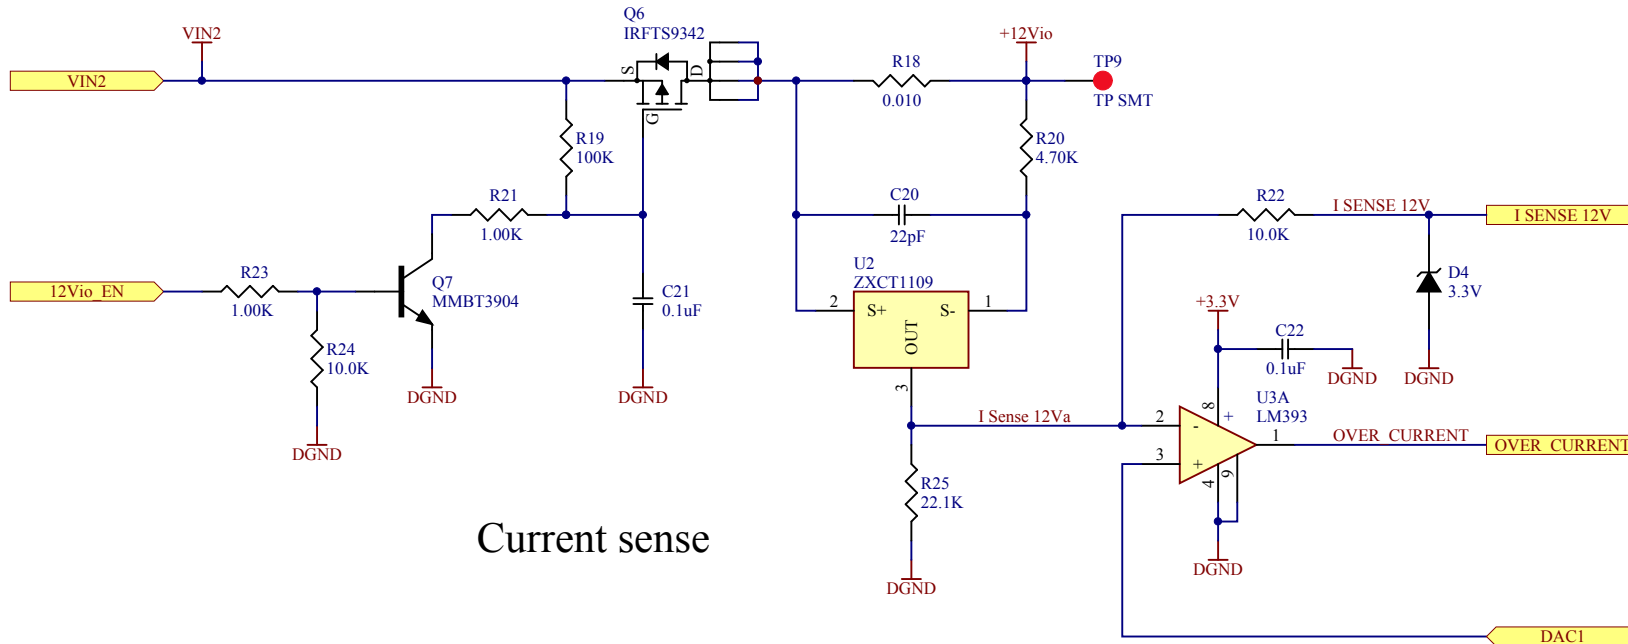 Q6
IRFTS9342
VIN2
+12Vio
VIN2
S
D
G
R18
0.010
TP9
TP SMT
R19
100K
R20
4.70K
R21
1.00K
C20
22pF
R22
10.0K
I SENSE 12V
I SENSE 12V
12Vio_EN
R23
1.00K
Q7
MMBT3904
C21
0.1uF
U2
ZXCT1109
2
S+
S-
1
OUT
3
D4
3.3V
+3.3V
R24
10.0K
C22
0.1uF
DGND
DGND
DGND
DGND
DGND
I Sense 12Va
U3A
LM393
8
+
2
-
3
+
1
4
9
OVER_CURRENT
OVER_CURRENT
R25
22.1K
Current sense
DGND
DGND
DAC1